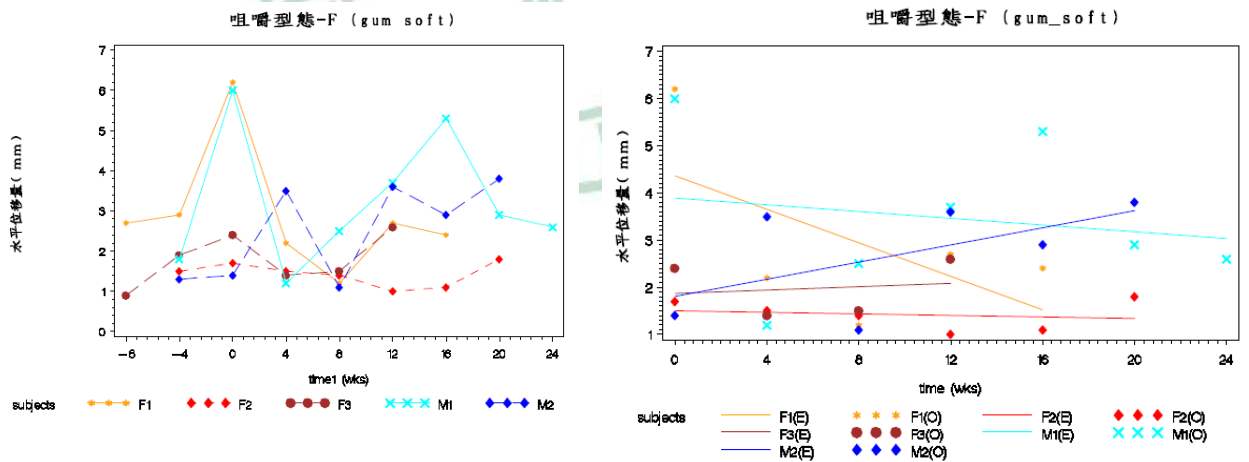 咀嚼型態-F (gum soft)
7
6
5
4
3
2
1
0
水平位移量( mm)
-6 -4 0 4 8 12 16 20 24
time1 (wks)
subjects F1 F2 F3 M1 M2
咀嚼型態-F (gum_soft)
7
6
5
4
3
2
1
水平位移量( mm)
0 4 8 12 16 20 24
time (wks)
subjects F1(E) F1(O) F2(E) F2(O)
F3(E) F3(O) M1(E) M1(O)
M2(E) M2(O)